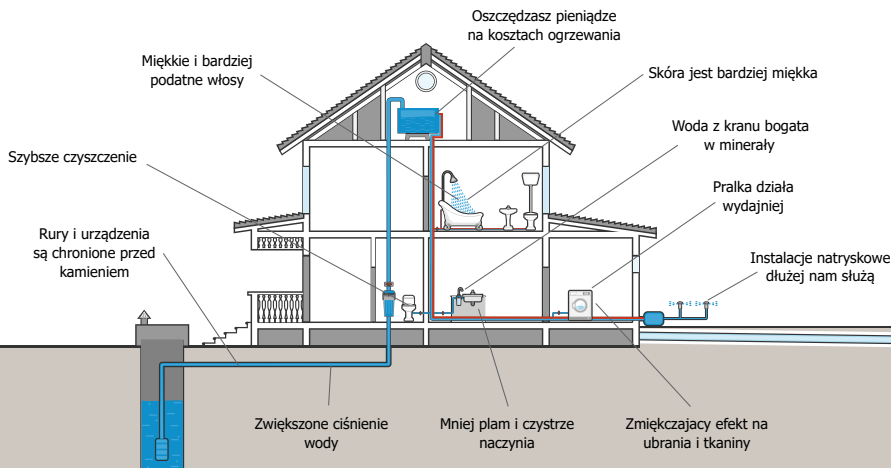 Oszczędzasz pieniądze
na kosztach ogrzewania
Miękkie i bardziej
podatne włosy
Skóra jest bardziej miękka
Woda z kranu bogata
w minerały
Szybsze czyszczenie
Pralka działa
wydajniej
Rury i urządzenia
są chronione przed
kamieniem
Instalacje natryskowe
dłużej nam służą
Zwiększone ciśnienie
wody
Mniej plam i czystrze
naczynia
Zmiękczajacy efekt na
ubrania i tkaniny